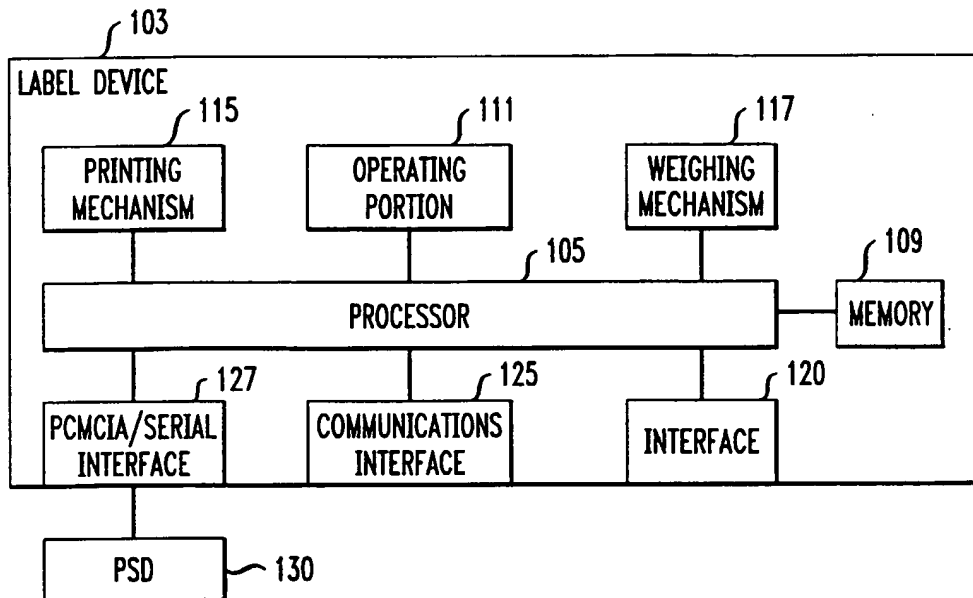 103
LABEL DEVICE
115
111
117
PRINTING
MECHANISM
OPERATING
PORTION
WEIGHING
MECHANISM
105
109
PROCESSOR
MEMORY
127
125
120
PCMCIA/SERIAL
INTERFACE
COMMUNICATIONS
INTERFACE
INTERFACE
PSD
130